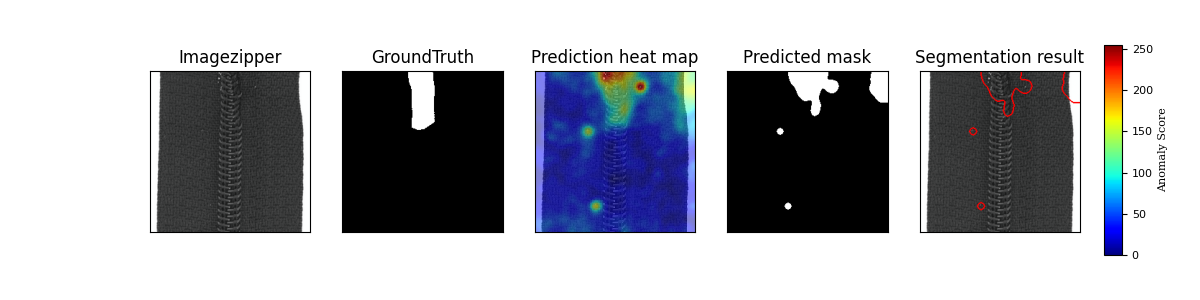 Imagezipper
GroundTruth
Prediction heat map
Predicted mask
Segmentation result
250
200
150
100
50
0
Anomaly Score